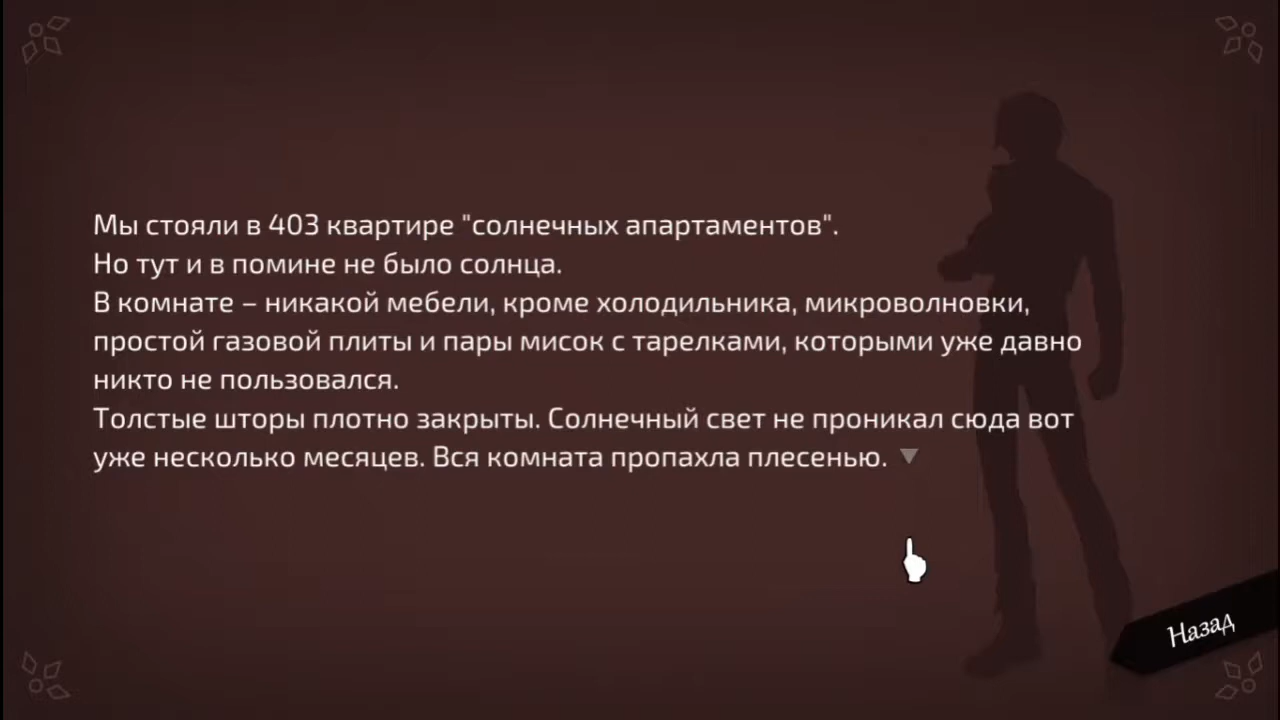 Мы стояли в 403 квартире "солнечных апартаментов".
Но тут и в помине не было солнца.
В комнате – никакой мебели, кроме холодильника, микроволновки,
простой газовой плиты и пары мисок с тарелками, которыми уже давно
никто не пользовался.
Толстые шторы плотно закрыты. Солнечный свет не проникал сюда вот
уже несколько месяцев. Вся комната пропахла плесенью.
Назад